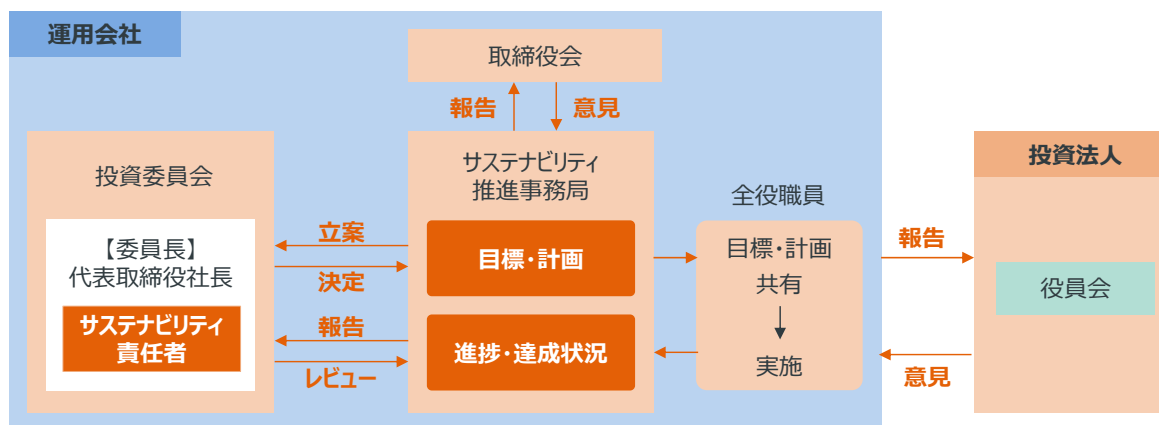 運用会社
取締役会
報告
意見
投資委員会
【委員長】
代表取締役社長
サステナビリティ
責任者
立案
決定
報告
レビュー
サステナビリティ
推進事務局
目標・計画
進捗・達成状況
全役職員
目標・計画
共有
実施
報告
意見
投資法人
役員会